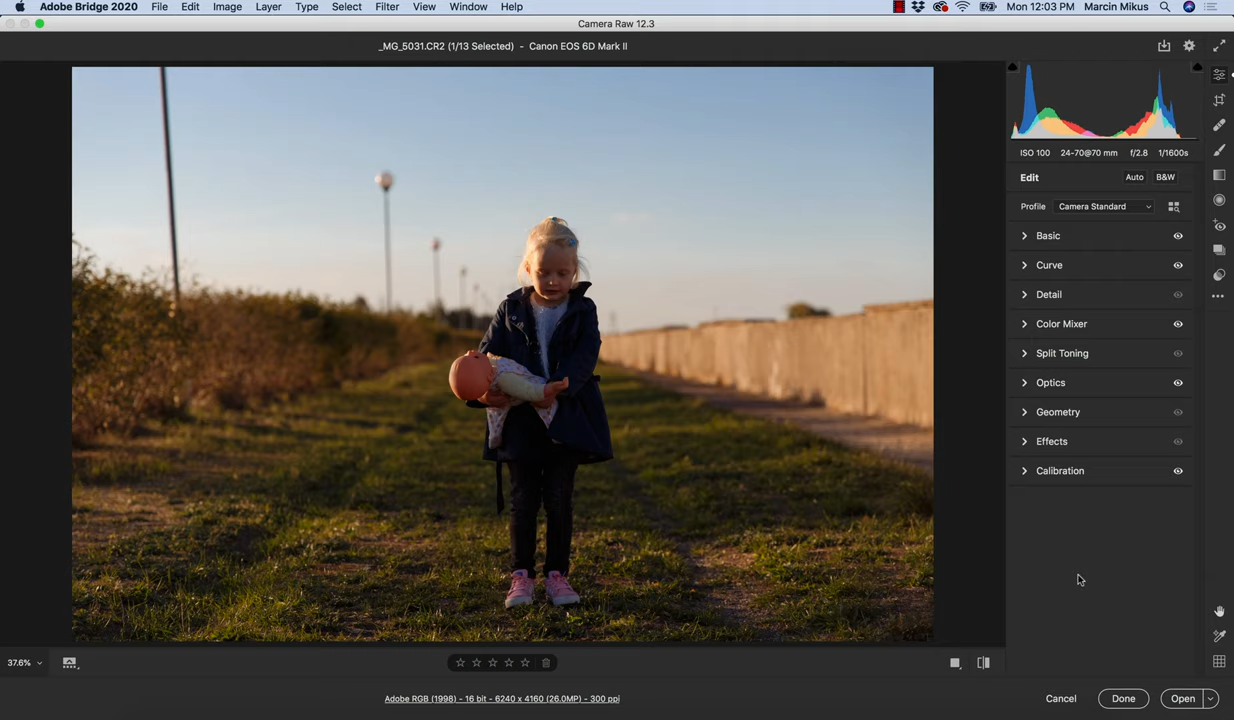 Adobe Bridge 2020 File Edit Image Layer Type Select Filter View Window Help Mon 12:03 PM Marcin Mikus
Camera Raw 12.3
_MG_5031.CR2 (1/13 Selected) - Canon EOS 6D Mark II
ISO 100 24-70@70 mm f/2.8 1/1600s
Edit Auto B&W
Profile Camera Standard
Basic
Curve
Detail
Color Mixer
Split Toning
Optics
Geometry
Effects
Calibration
37.6%
Adobe RGB (1998) - 16 bit - 6240 x 4160 (26.0MP) - 300 ppi
Cancel Done Open